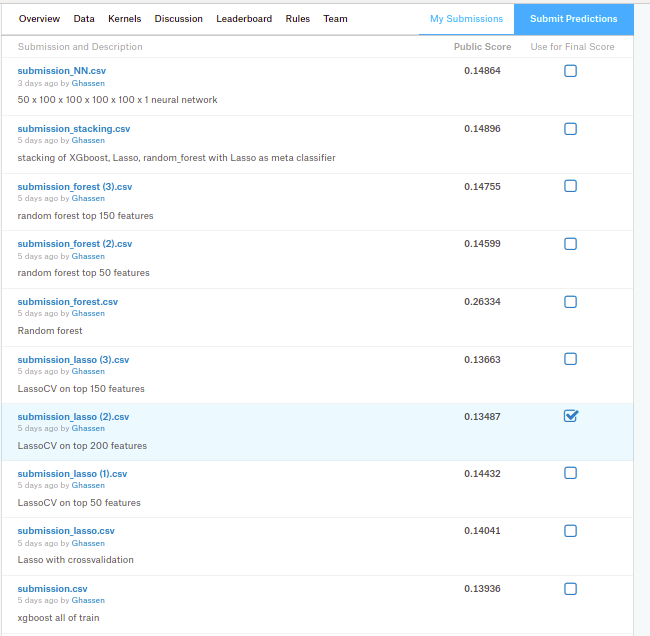 Overview Data Kernels Discussion Leaderboard Rules Team My Submissions Submit Predictions
Submission and Description Public Score Use for Final Score
submission_NN.csv 0.14864
3 days ago by Ghassen
50 x 100 x 100 x 100 x 100 x 1 neural network
submission_stacking.csv 0.14896
5 days ago by Ghassen
stacking of XGboost, Lasso, random_forest with Lasso as meta classifier
submission_forest (3).csv 0.14755
5 days ago by Ghassen
random forest top 150 features
submission_forest (2).csv 0.14599
5 days ago by Ghassen
random forest top 50 features
submission_forest.csv 0.26334
5 days ago by Ghassen
Random forest
submission_lasso (3).csv 0.13663
5 days ago by Ghassen
LassoCV on top 150 features
submission_lasso (2).csv 0.13487
5 days ago by Ghassen
LassoCV on top 200 features
submission_lasso (1).csv 0.14432
5 days ago by Ghassen
LassoCV on top 50 features
submission_lasso.csv 0.14041
5 days ago by Ghassen
Lasso with crossvalidation
submission.csv 0.13936
5 days ago by Ghassen
xgboost all of train